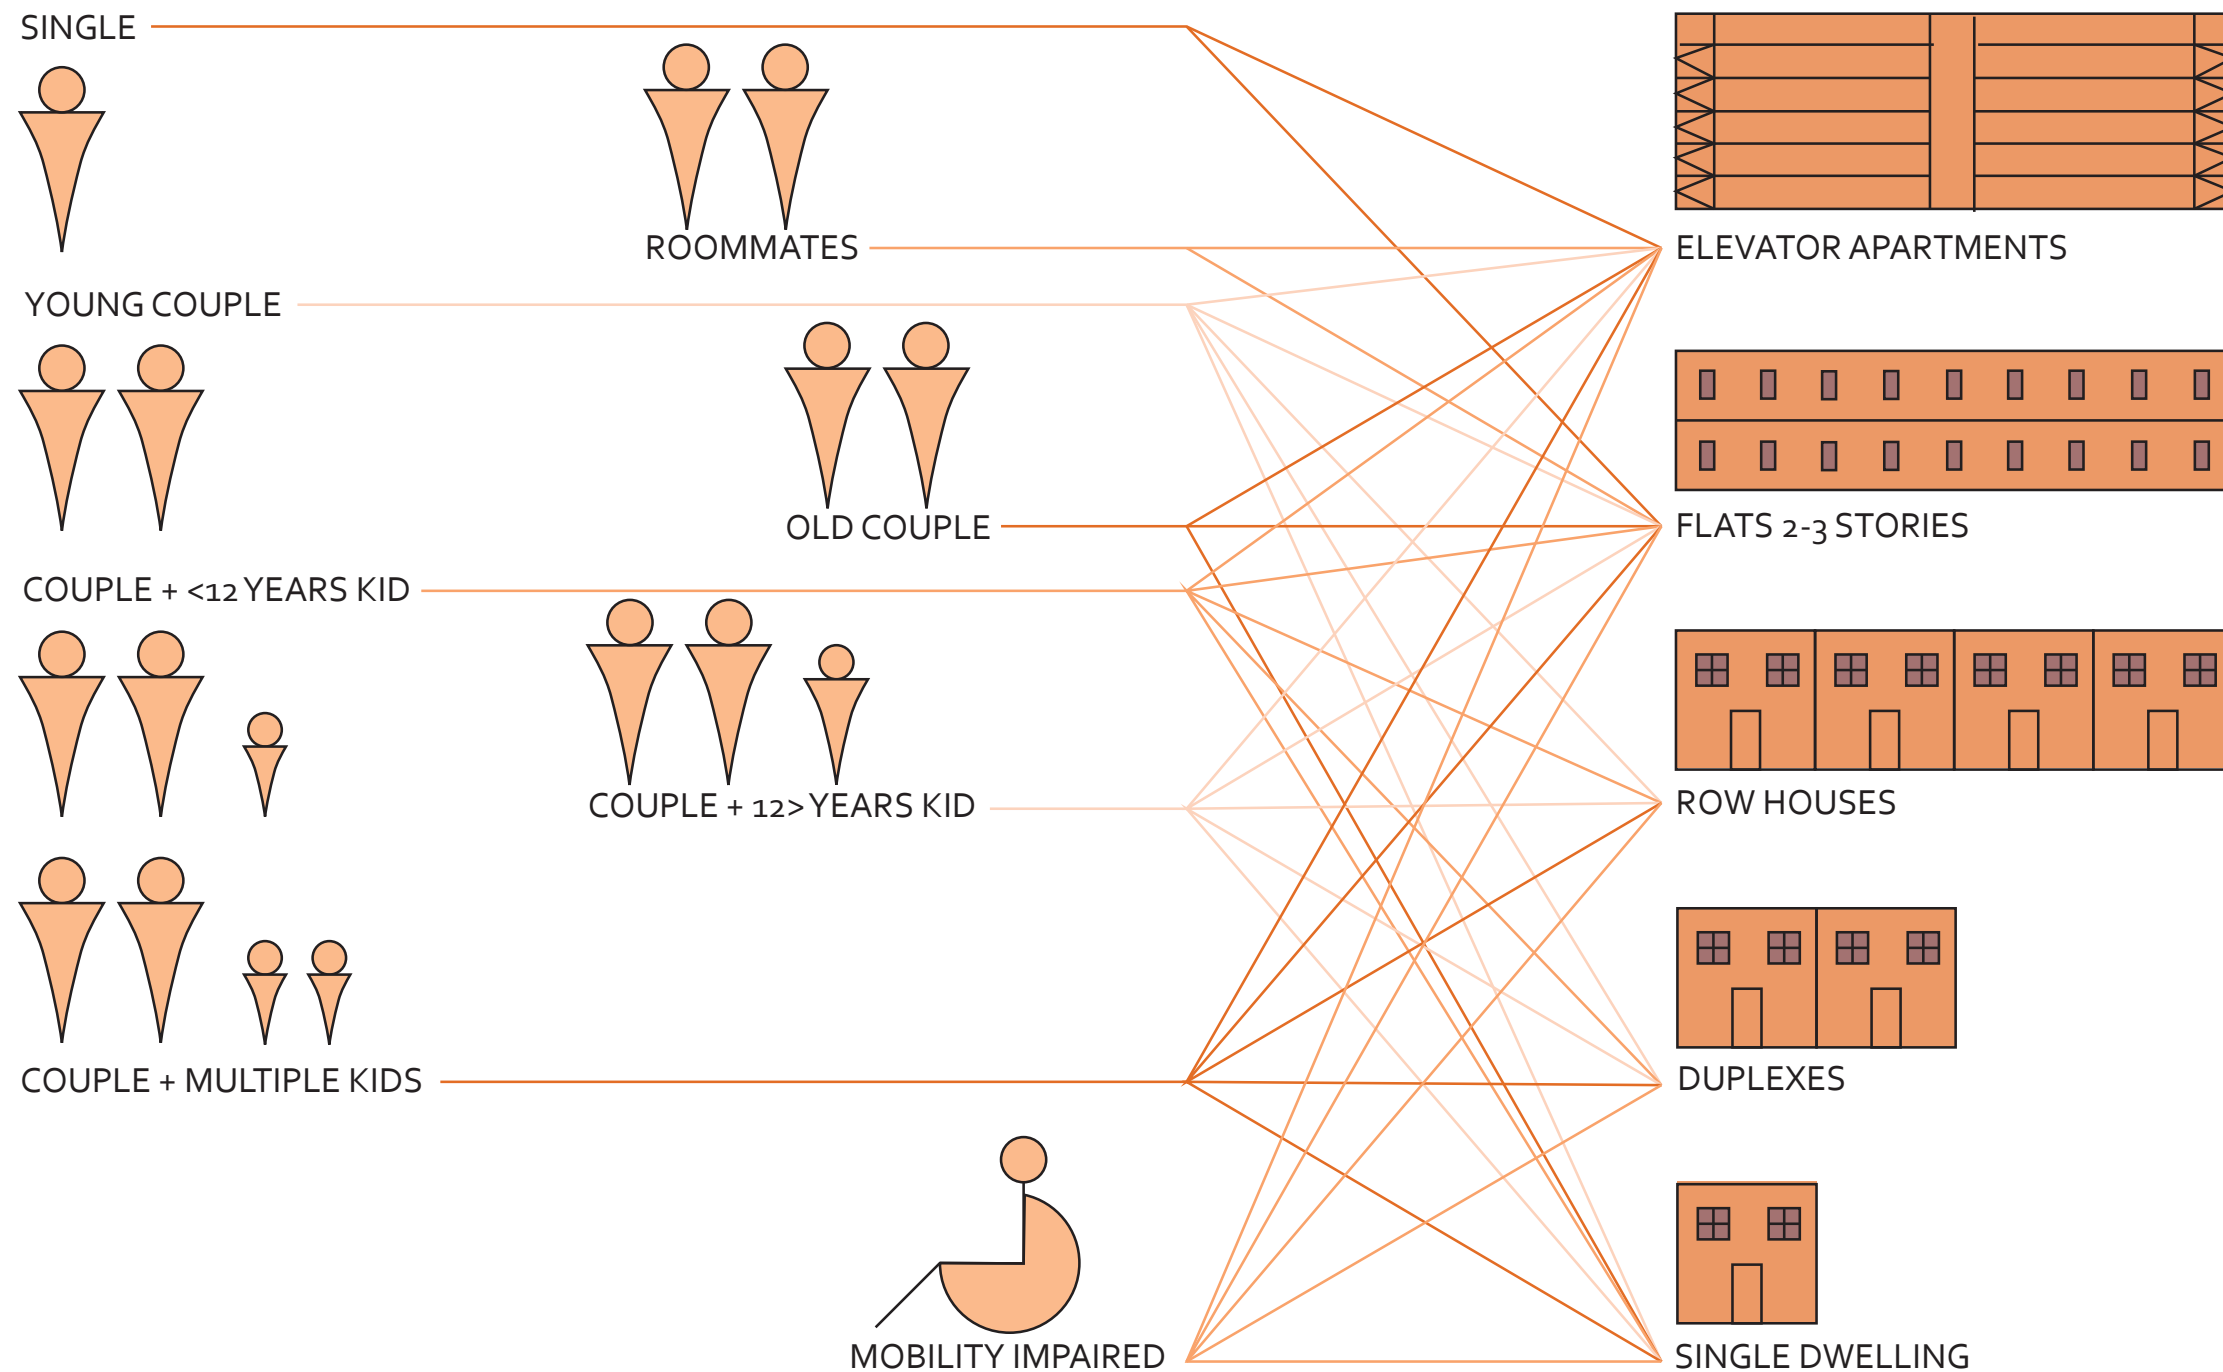 SINGLE
ROOMMATES
ELEVATOR APARTMENTS
YOUNG COUPLE
OLD COUPLE
FLATS 2-3 STORIES
COUPLE + <12 YEARS KID
COUPLE + 12> YEARS KID
ROW HOUSES
COUPLE + MULTIPLE KIDS
DUPLEXES
MOBILITY IMPAIRED
SINGLE DWELLING